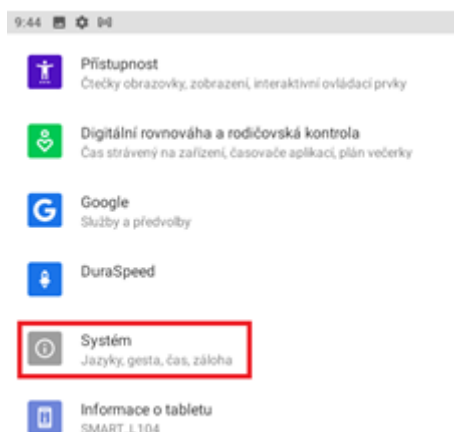 9:44
Přístupnost
Čtečky obrazovky, zobrazení, interaktivní ovládací prvky
Digitální rovnováha a rodičovská kontrola
Čas strávený na zařízení, časovače aplikací, plán večerky
Google
Služby a předvolby
DuraSpeed
Systém
Jazyky, gesta, čas, záloha
Informace o tabletu
SMART L104